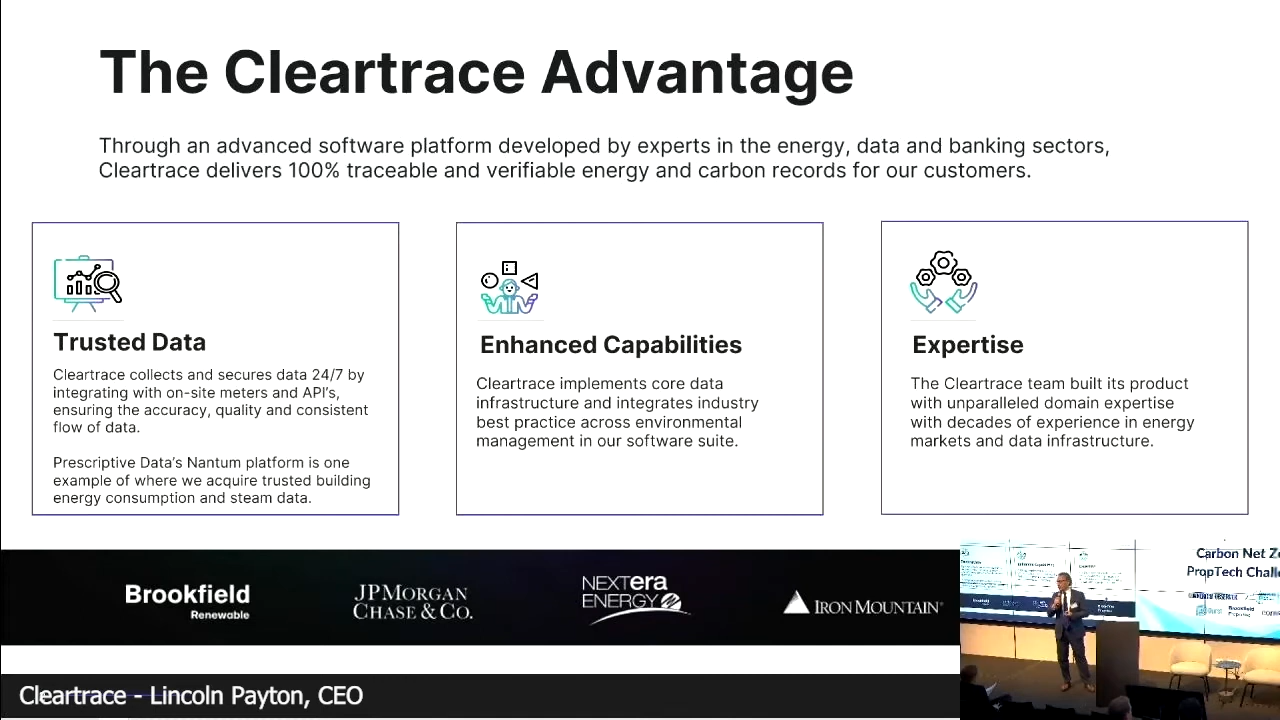 The Cleartrace Advantage
Through an advanced software platform developed by experts in the energy, data and banking sectors,
Cleartrace delivers 100% traceable and verifiable energy and carbon records for our customers.
Trusted Data
Cleartrace collects and secures data 24/7 by
integrating with on-site meters and API's,
ensuring the accuracy, quality and consistent
flow of data.
Prescriptive Data's Nantum platform is one
example of where we acquire trusted building
energy consumption and steam data.
Enhanced Capabilities
Cleartrace implements core data
infrastructure and integrates industry
best practice across environmental
management in our software suite.
Expertise
The Cleartrace team built its product
with unparalleled domain expertise
with decades of experience in energy
markets and data infrastructure.
Brookfield
Renewable
JPMORGAN
CHASE & CO.
NEXTera
ENERGY
IRON MOUNTAIN®
Carbon Net Ze
PropTech Challe
Cleartrace - Lincoln Payton, CEO